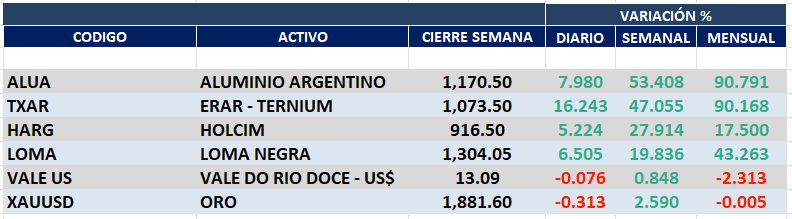 VARIACIÓN %
CODIGO ACTIVO CIERRE SEMANA DIARIO SEMANAL MENSUAL
ALUA ALUMINIO ARGENTINO 1,170.50 7.980 53.408 90.791
TXAR ERAR - TERNIUM 1,073.50 16.243 47.055 90.168
HARG HOLCIM 916.50 5.224 27.914 17.500
LOMA LOMA NEGRA 1,304.05 6.505 19.836 43.263
VALE US VALE DO RIO DOCE - US$ 13.09 -0.076 0.848 -2.313
XAUUSD ORO 1,881.60 -0.313 2.590 -0.005